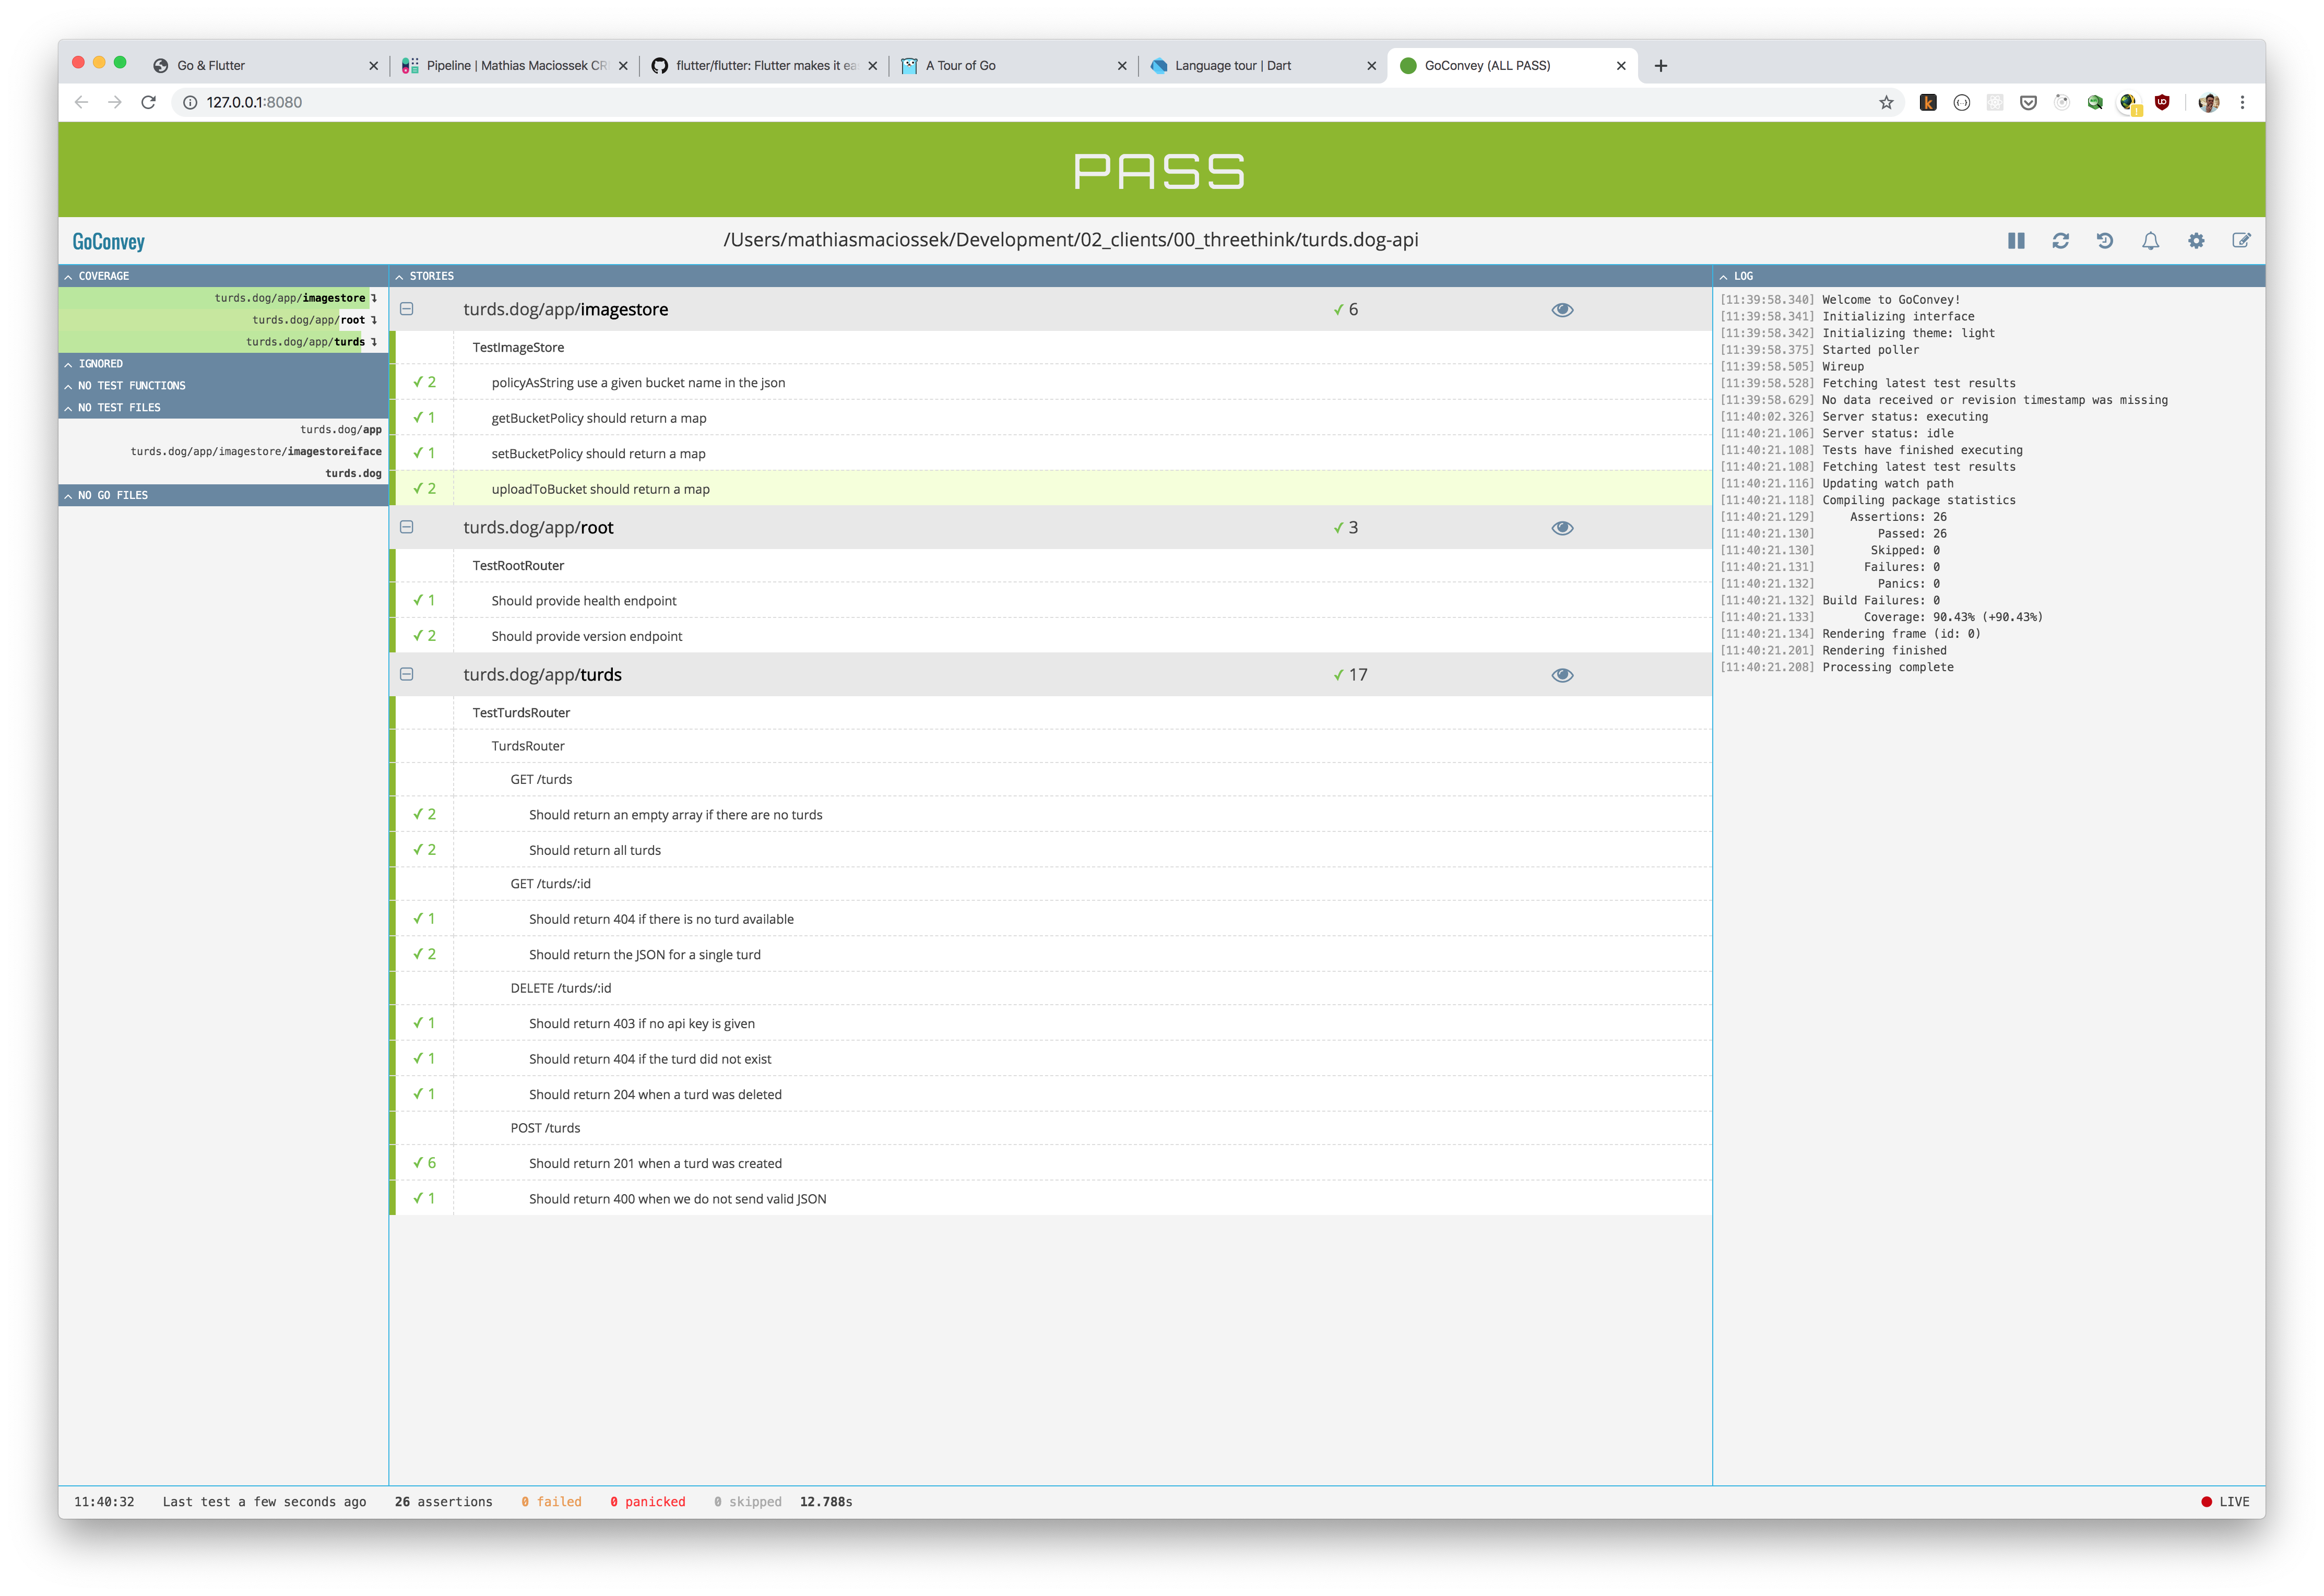 Go & Flutter
Pipeline | Mathias Maciossek CR
flutter/flutter: Flutter makes it ea
A Tour of Go
Language tour | Dart
GoConvey (ALL PASS)
127.0.0.1:8080
PASS
GoConvey
/Users/mathiasmaciossek/Development/02_clients/00_threethink/turds.dog-api
COVERAGE
turds.dog/app/imagestore
turds.dog/app/root
turds.dog/app/turds
IGNORED
NO TEST FUNCTIONS
NO TEST FILES
turds.dog/app
turds.dog/app/imagestore/imagestoreiface
turds.dog
NO GO FILES
STORIES
turds.dog/app/imagestore ✓ 6
TestImageStore
✓ 2 policyAsString use a given bucket name in the json
✓ 1 getBucketPolicy should return a map
✓ 1 setBucketPolicy should return a map
✓ 2 uploadToBucket should return a map
turds.dog/app/root ✓ 3
TestRootRouter
✓ 1 Should provide health endpoint
✓ 2 Should provide version endpoint
turds.dog/app/turds ✓ 17
TestTurdsRouter
TurdsRouter
GET /turds
✓ 2 Should return an empty array if there are no turds
✓ 2 Should return all turds
GET /turds/:id
✓ 1 Should return 404 if there is no turd available
✓ 2 Should return the JSON for a single turd
DELETE /turds/:id
✓ 1 Should return 403 if no api key is given
✓ 1 Should return 404 if the turd did not exist
✓ 1 Should return 204 when a turd was deleted
POST /turds
✓ 6 Should return 201 when a turd was created
✓ 1 Should return 400 when we do not send valid JSON
LOG
[11:39:58.340] Welcome to GoConvey!
[11:39:58.341] Initializing interface
[11:39:58.342] Initializing theme: light
[11:39:58.375] Started poller
[11:39:58.505] Wireup
[11:39:58.528] Fetching latest test results
[11:39:58.629] No data received or revision timestamp was missing
[11:40:02.326] Server status: executing
[11:40:21.106] Server status: idle
[11:40:21.108] Tests have finished executing
[11:40:21.108] Fetching latest test results
[11:40:21.116] Updating watch path
[11:40:21.118] Compiling package statistics
[11:40:21.129] Assertions: 26
[11:40:21.130] Passed: 26
[11:40:21.130] Skipped: 0
[11:40:21.131] Failures: 0
[11:40:21.132] Panics: 0
[11:40:21.132] Build Failures: 0
[11:40:21.133] Coverage: 90.43% (+90.43%)
[11:40:21.134] Rendering frame (id: 0)
[11:40:21.201] Rendering finished
[11:40:21.208] Processing complete
11:40:32 Last test a few seconds ago 26 assertions 0 failed 0 panicked 0 skipped 12.788s
LIVE